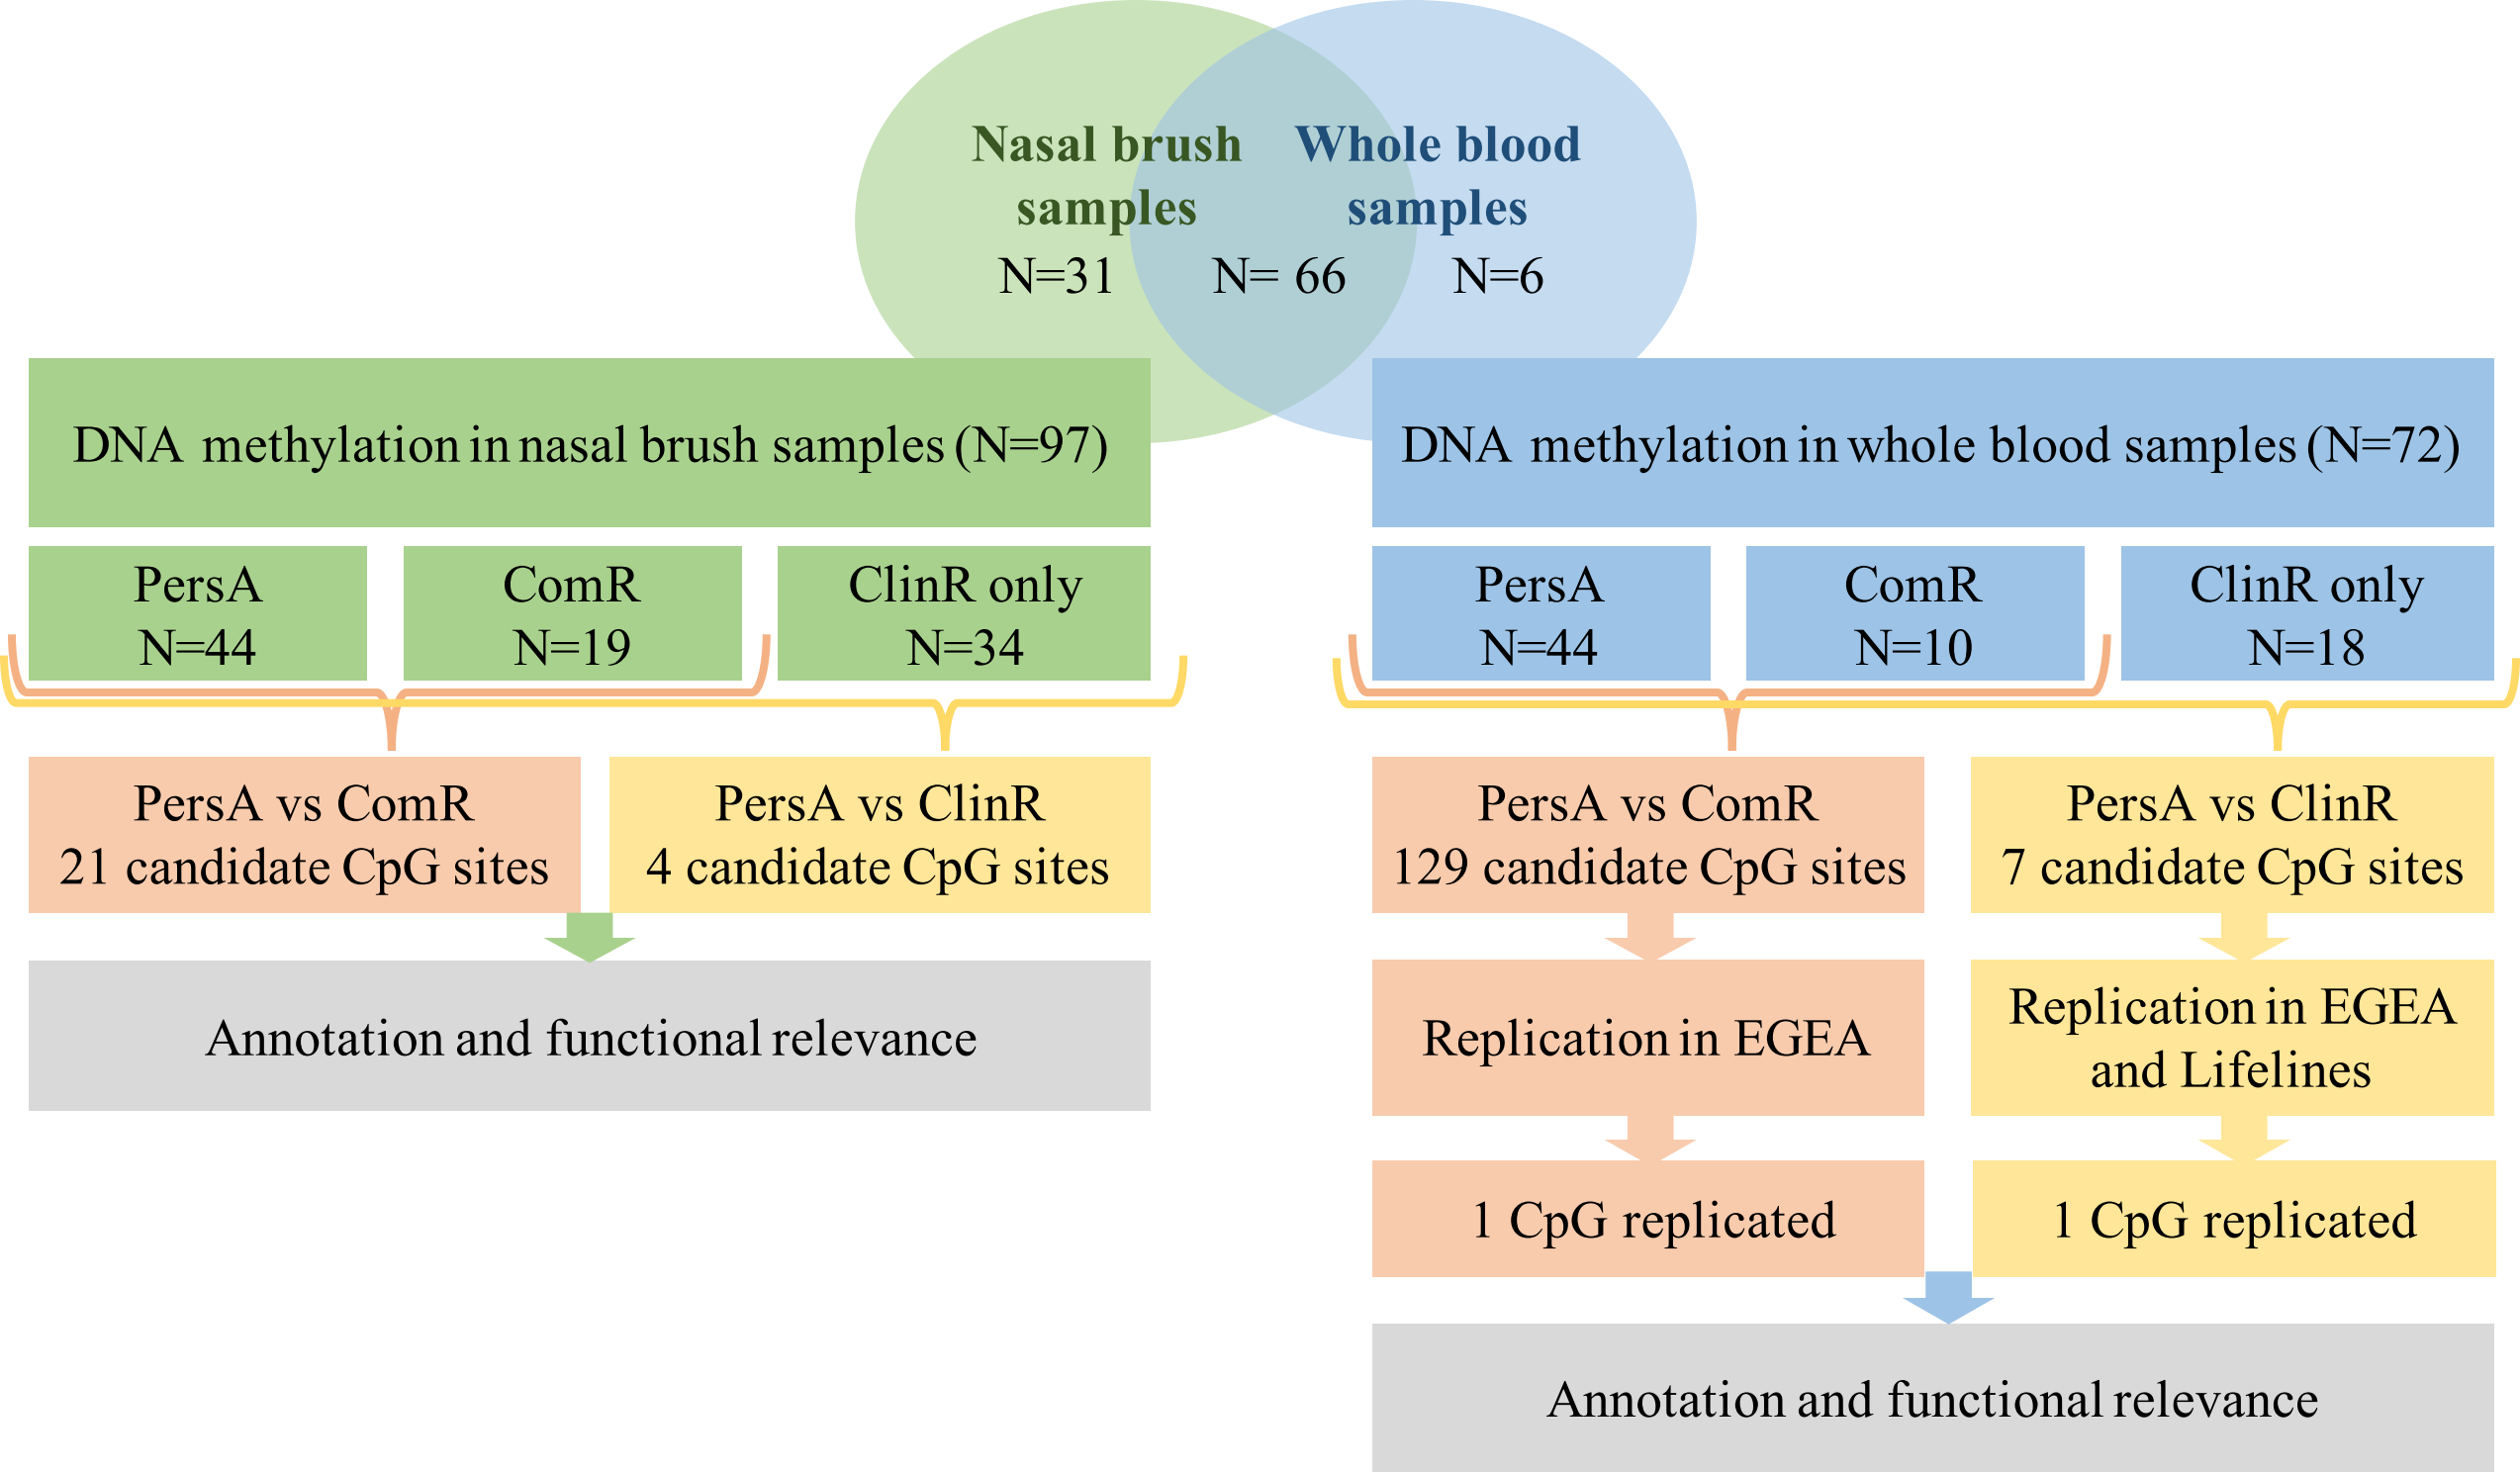 Nasal brush
samples
Whole blood
samples
N=31
N= 66
N=6
DNA methylation in nasal brush samples (N=97)
DNA methylation in whole blood samples (N=72)
PersA
N=44
ComR
N=19
ClinR only
N=34
PersA
N=44
ComR
N=10
ClinR only
N=18
PersA vs ComR
21 candidate CpG sites
PersA vs ClinR
4 candidate CpG sites
PersA vs ComR
129 candidate CpG sites
PersA vs ClinR
7 candidate CpG sites
Annotation and functional relevance
Replication in EGEA
Replication in EGEA
and Lifelines
1 CpG replicated
1 CpG replicated
Annotation and functional relevance